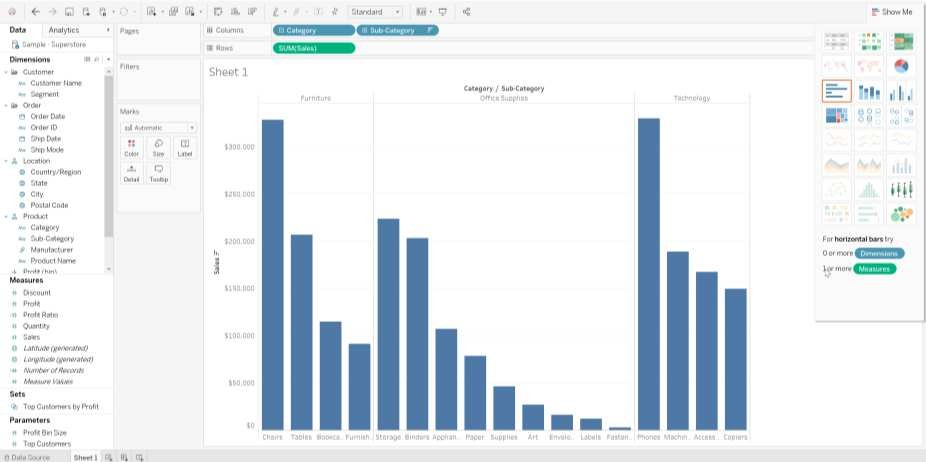 Standard
Show Me
Data
Analytics
Pages
Columns
Category
Sub-Category
Sample - Superstore
Rows
SUM(Sales)
Dimensions
Customer
Customer Name
Segment
Order
Order Date
Order ID
Ship Date
Ship Mode
Location
Country/Region
State
City
Postal Code
Product
Category
Sub-Category
Manufacturer
Product Name
Profit (bin)
Measures
Discount
Profit
Profit Ratio
Quantity
Sales
Latitude (generated)
Longitude (generated)
Number of Records
Measure Values
Sets
Top Customers by Profit
Parameters
Profit Bin Size
Top Customers
Filters
Marks
Automatic
Color
Size
Label
Detail
Tooltip
Sheet 1
Category / Sub-Category
Furniture
Office Supplies
Technology
Sales
$300,000
$250,000
$200,000
$150,000
$100,000
$50,000
$0
Chairs
Tables
Bookca..
Furnish..
Storage
Binders
Applian..
Paper
Supplies
Art
Envelo..
Labels
Fasten..
Phones
Machin..
Access..
Copiers
For horizontal bars try
0 or more Dimensions
1 or more Measures
Data Source
Sheet 1